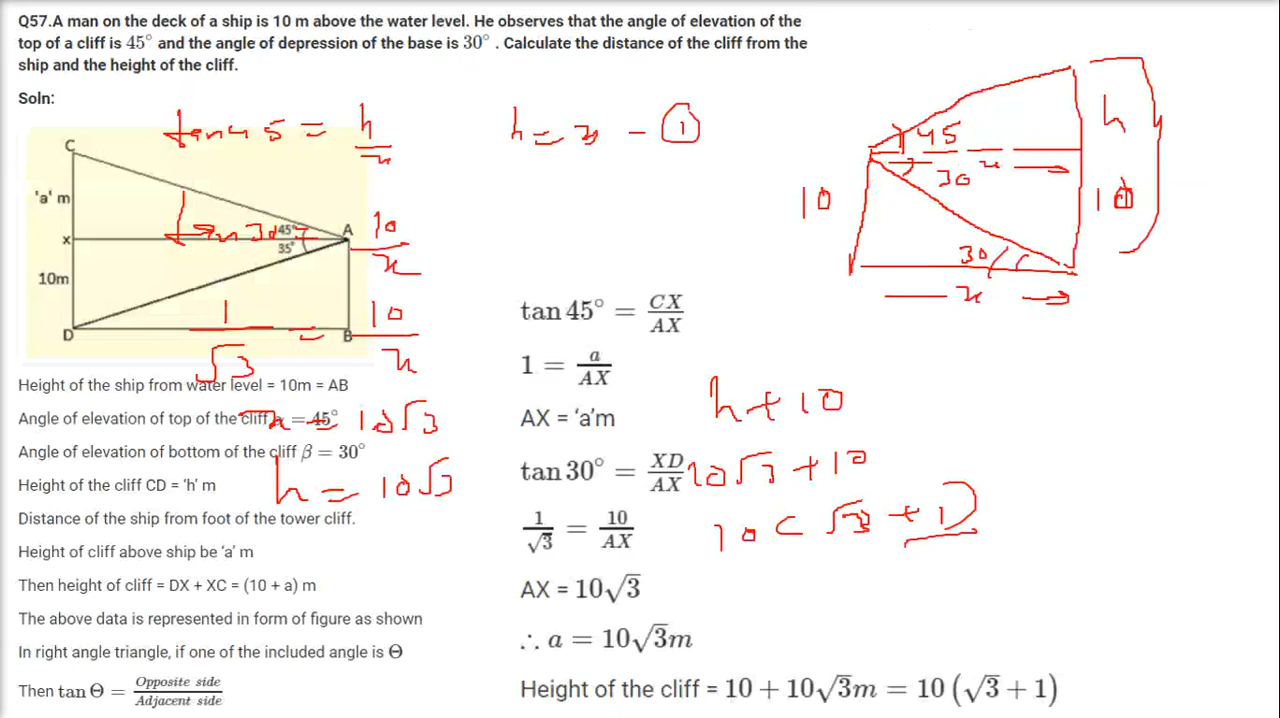 Q57.A man on the deck of a ship is 10 m above the water level. He observes that the angle of elevation of the
top of a cliff is 45° and the angle of depression of the base is 30° . Calculate the distance of the cliff from the
ship and the height of the cliff.
Soln:
C
'a' m
x
10m
D
45°
35°
A
B
tan 45 = h/x
tan 30 = 10/x
1/√3 = 10/x
x = 10√3
h = 10√3
h = x - ①
45
30
x
h
10
10
30
x
h + 10
10√3 + 10
10 ( √3 + 1)
Height of the ship from water level = 10m = AB
Angle of elevation of top of the cliff = 45°
Angle of elevation of bottom of the cliff β = 30°
Height of the cliff CD = 'h' m
Distance of the ship from foot of the tower cliff.
Height of cliff above ship be 'a' m
Then height of cliff = DX + XC = (10 + a) m
The above data is represented in form of figure as shown
In right angle triangle, if one of the included angle is Θ
Then tan Θ = Opposite side / Adjacent side
tan 45° = CX/AX
1 = a/AX
AX = 'a'm
tan 30° = XD/AX
1/√3 = 10/AX
AX = 10√3
∴ a = 10√3m
Height of the cliff = 10 + 10√3m = 10 (√3 + 1)